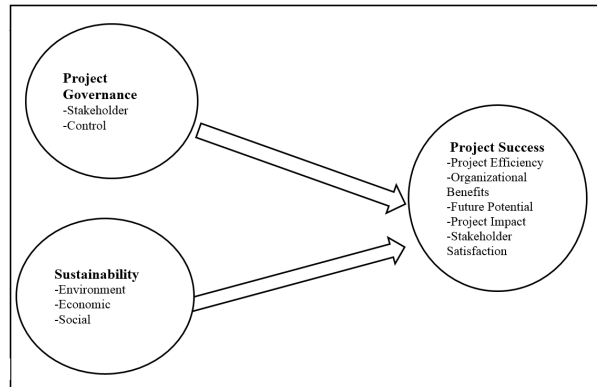 Project
Governance
-Stakeholder
-Control
Project Success
-Project Efficiency
-Organizational
Benefits
-Future Potential
-Project Impact
-Stakeholder
Satisfaction
Sustainability
-Environment
-Economic
-Social